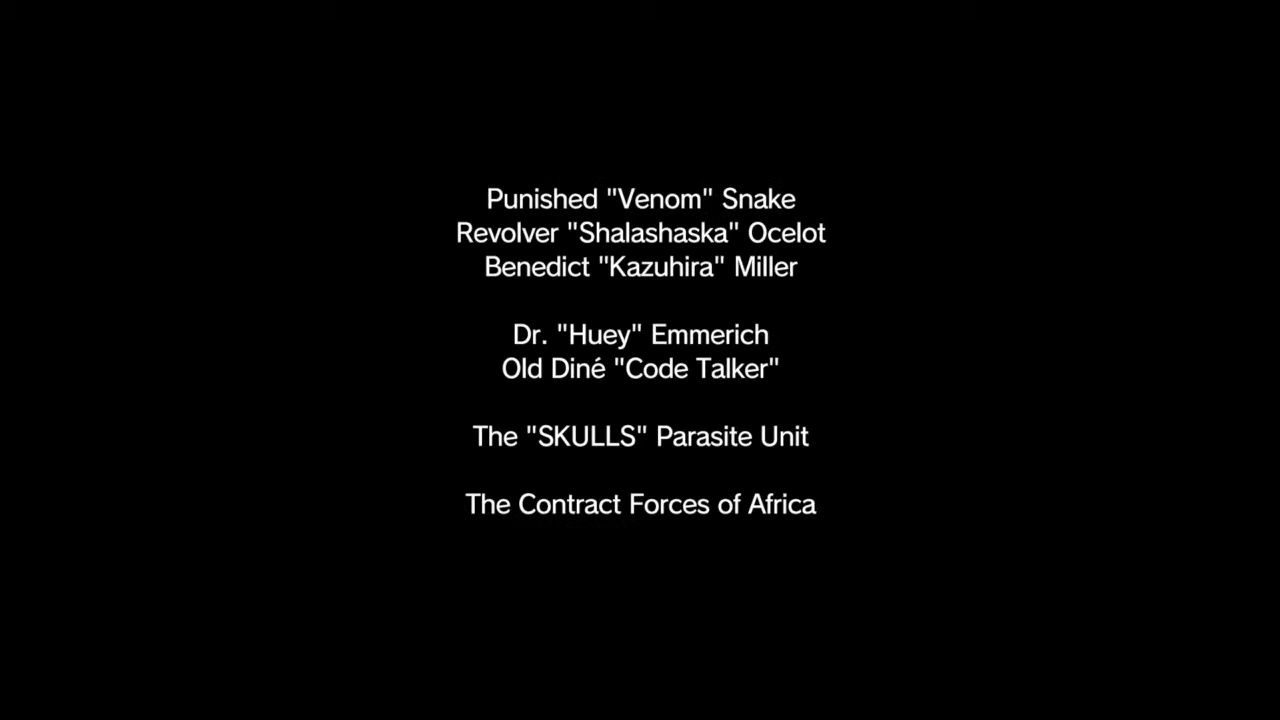 Punished "Venom" Snake
Revolver "Shalashaska" Ocelot
Benedict "Kazuhira" Miller
Dr. "Huey" Emmerich
Old Diné "Code Talker"
The "SKULLS" Parasite Unit
The Contract Forces of Africa